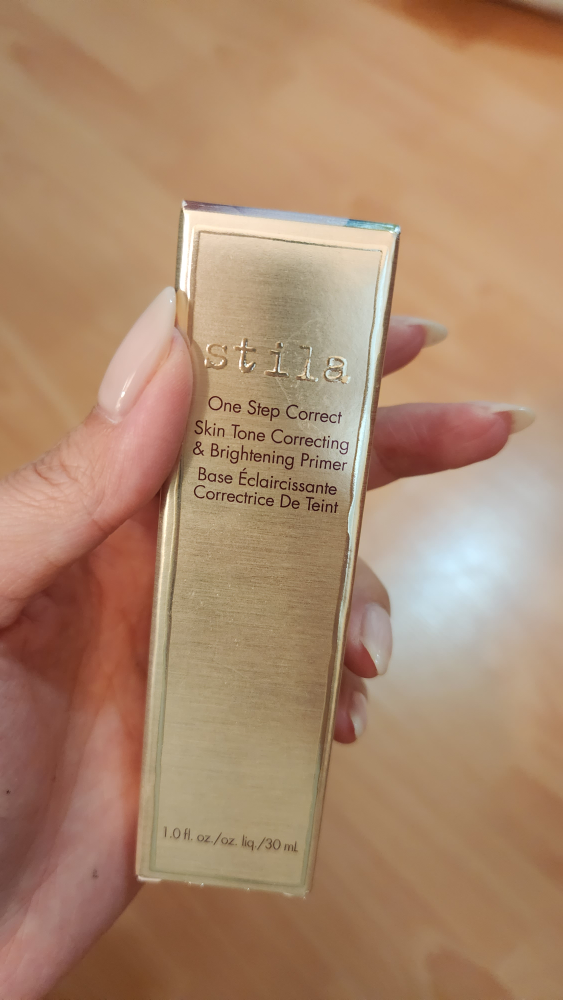 stila
One Step Correct
Skin Tone Correcting
& Brightening Primer
Base Éclaircissante
Correctrice De Teint
1.0 fl. oz./oz. liq./30 mL